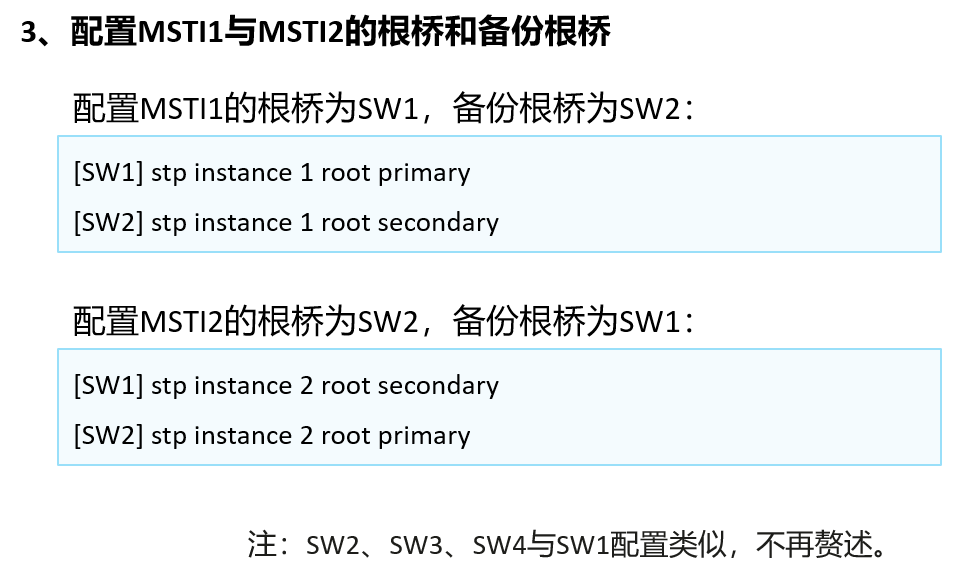 3、配置MSTI1与MSTI2的根桥和备份根桥
配置MSTI1的根桥为SW1，备份根桥为SW2：
[SW1] stp instance 1 root primary
[SW2] stp instance 1 root secondary
配置MSTI2的根桥为SW2，备份根桥为SW1：
[SW1] stp instance 2 root secondary
[SW2] stp instance 2 root primary
注：SW2、SW3、SW4与SW1配置类似，不再赘述。